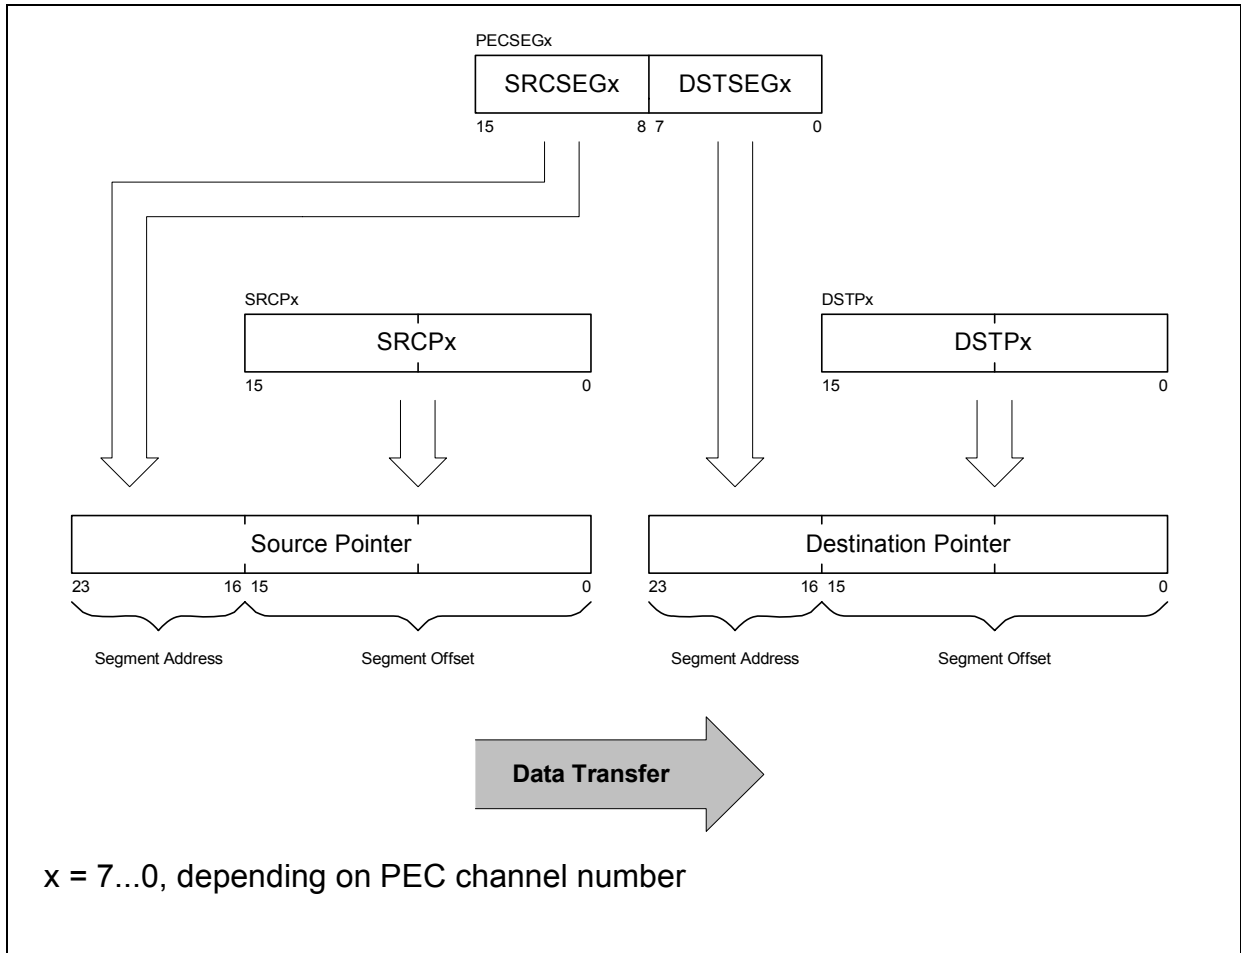 PECSEGx
SRCSEGx DSTSEGx
15 8 7 0
SRCPx DSTPx
SRCPx DSTPx
15 0 15 0
Source Pointer Destination Pointer
23 16 15 0 23 16 15 0
Segment Address Segment Offset Segment Address Segment Offset
Data Transfer
x = 7...0, depending on PEC channel number